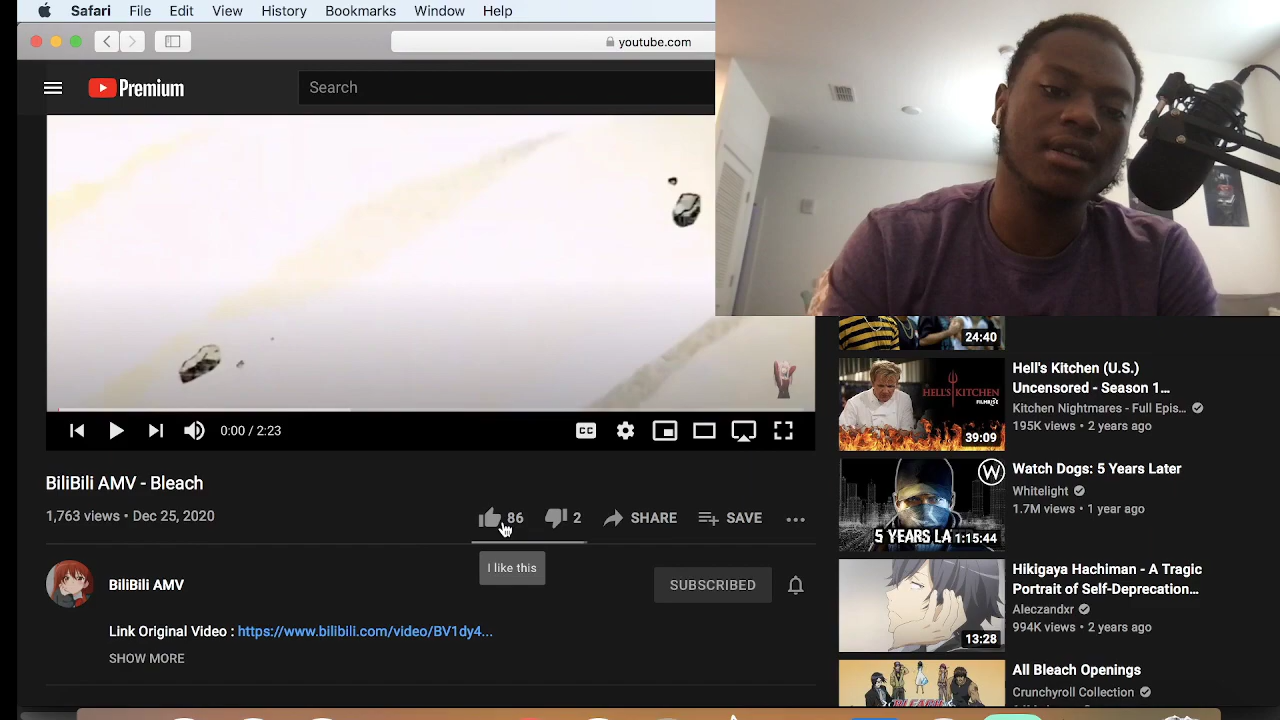 Safari File Edit View History Bookmarks Window Help
youtube.com
Premium
Search
24:40
Hell's Kitchen (U.S.)
Uncensored - Season 1...
Kitchen Nightmares - Full Epis...
195K views • 2 years ago
HELL'S KITCHEN
FILMRISE
39:09
0:00 / 2:23
CC
BiliBili AMV - Bleach
1,763 views • Dec 25, 2020
86 2 SHARE SAVE
I like this
BiliBili AMV
SUBSCRIBED
Link Original Video : https://www.bilibili.com/video/BV1dy4...
SHOW MORE
Watch Dogs: 5 Years Later
Whitelight
1.7M views • 1 year ago
W
5 YEARS LA
1:15:44
Hikigaya Hachiman - A Tragic
Portrait of Self-Deprecation...
Aleczandxr
994K views • 2 years ago
13:28
All Bleach Openings
Crunchyroll Collection